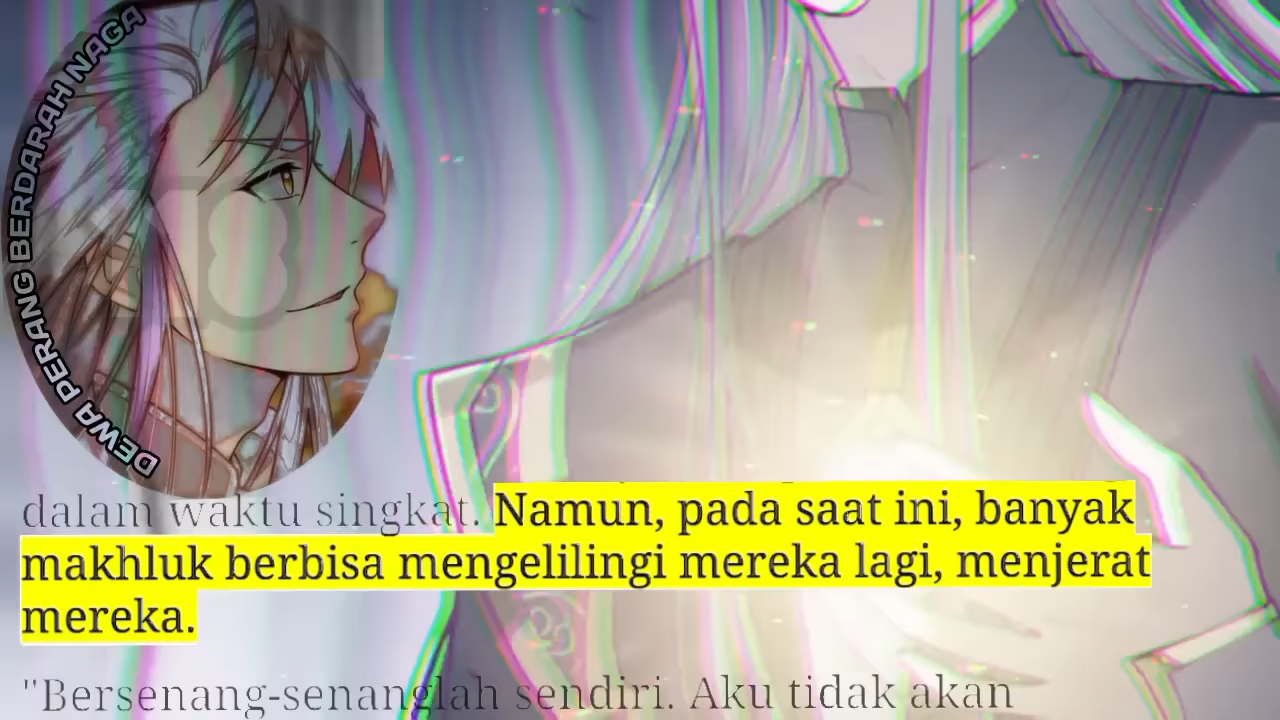 DEWA PERANG BERDARAH NAGA
dalam waktu singkat. Namun, pada saat ini, banyak
makhluk berbisa mengelilingi mereka lagi, menjerat
mereka.
"Bersenang-senanglah sendiri. Aku tidak akan